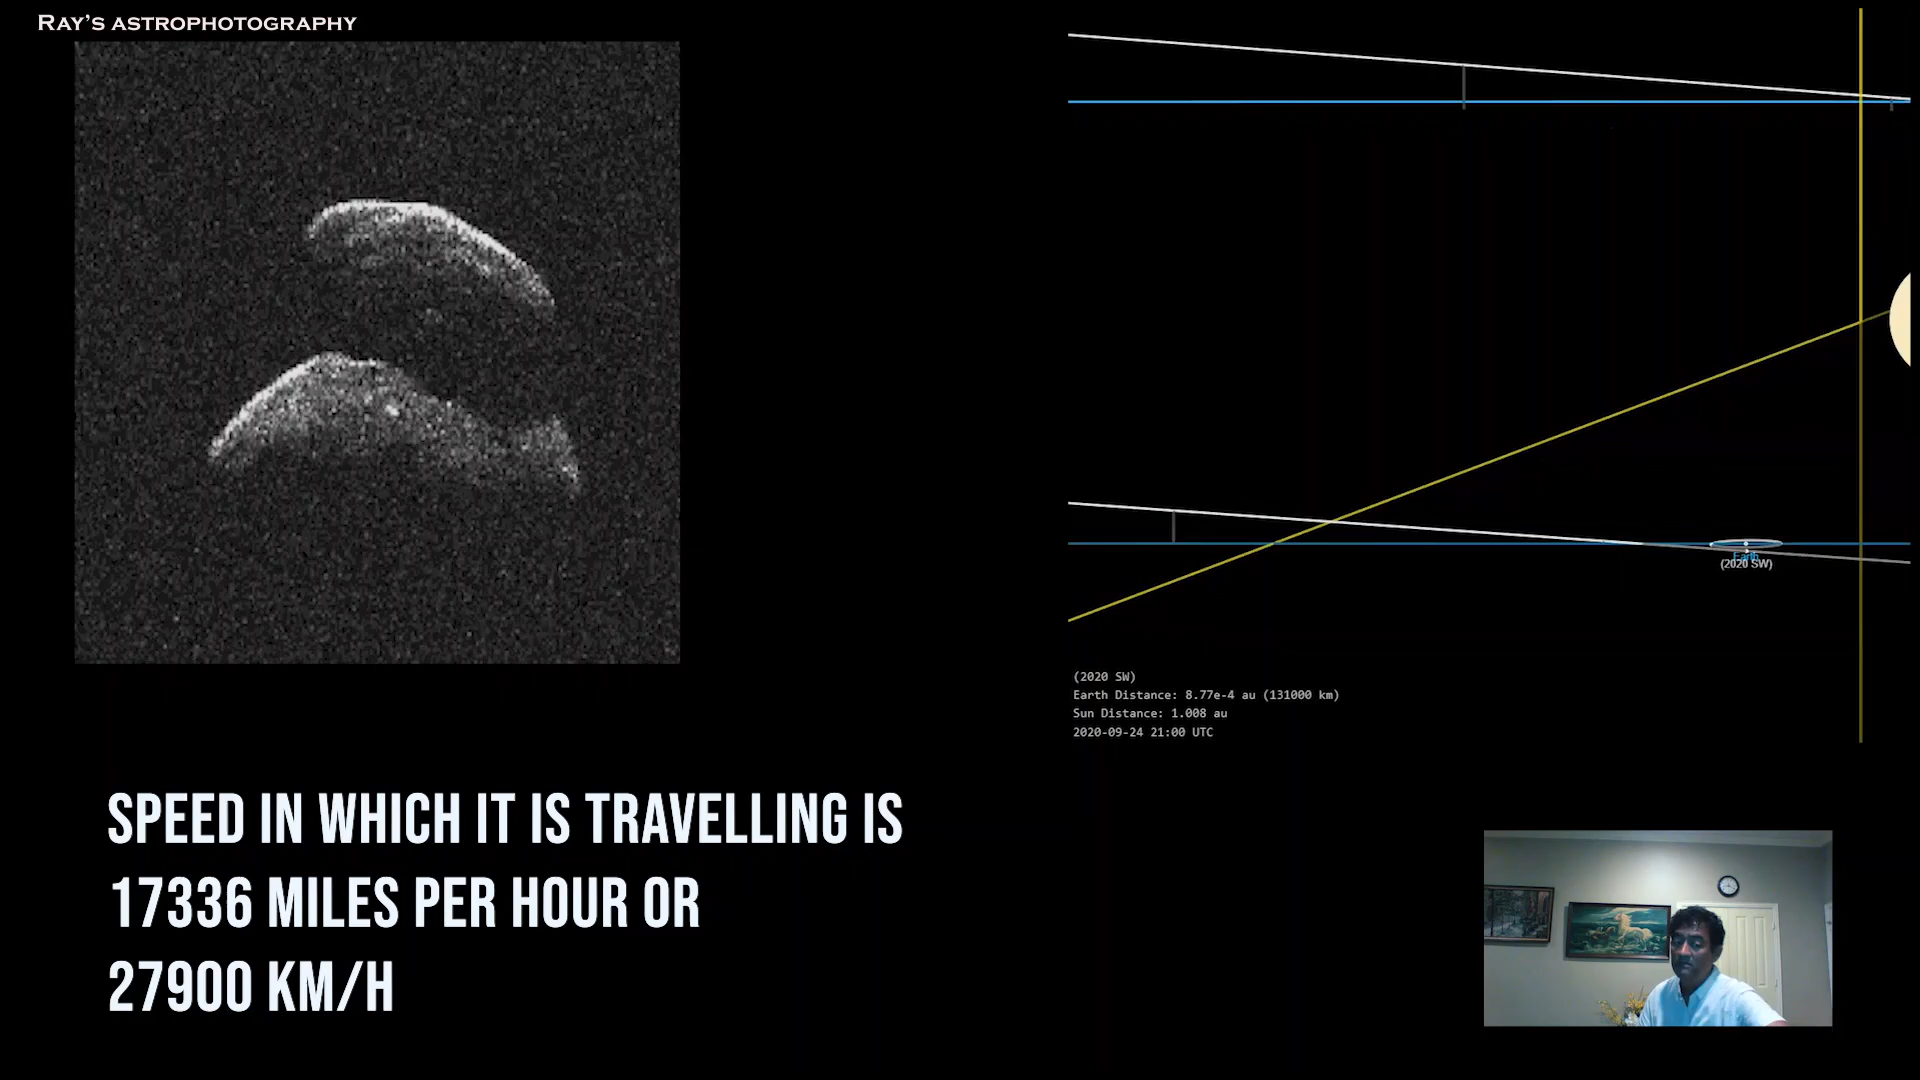 Ray's astrophotography
Earth
(2020 SW)
(2020 SW)
Earth Distance: 8.77e-4 au (131000 km)
Sun Distance: 1.008 au
2020-09-24 21:00 UTC
SPEED IN WHICH IT IS TRAVELLING IS
17336 MILES PER HOUR OR
27900 KM/H